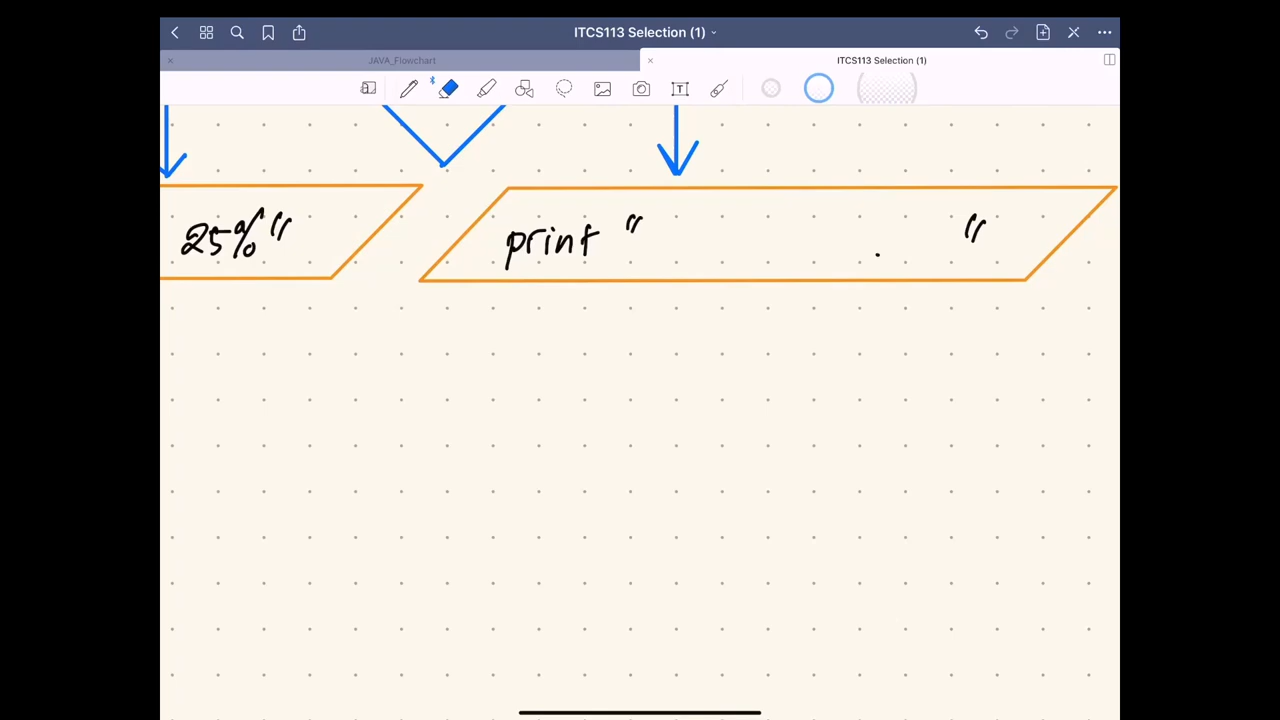 ITCS113 Selection (1)
JAVA_Flowchart
ITCS113 Selection (1)
25%"
print " . "